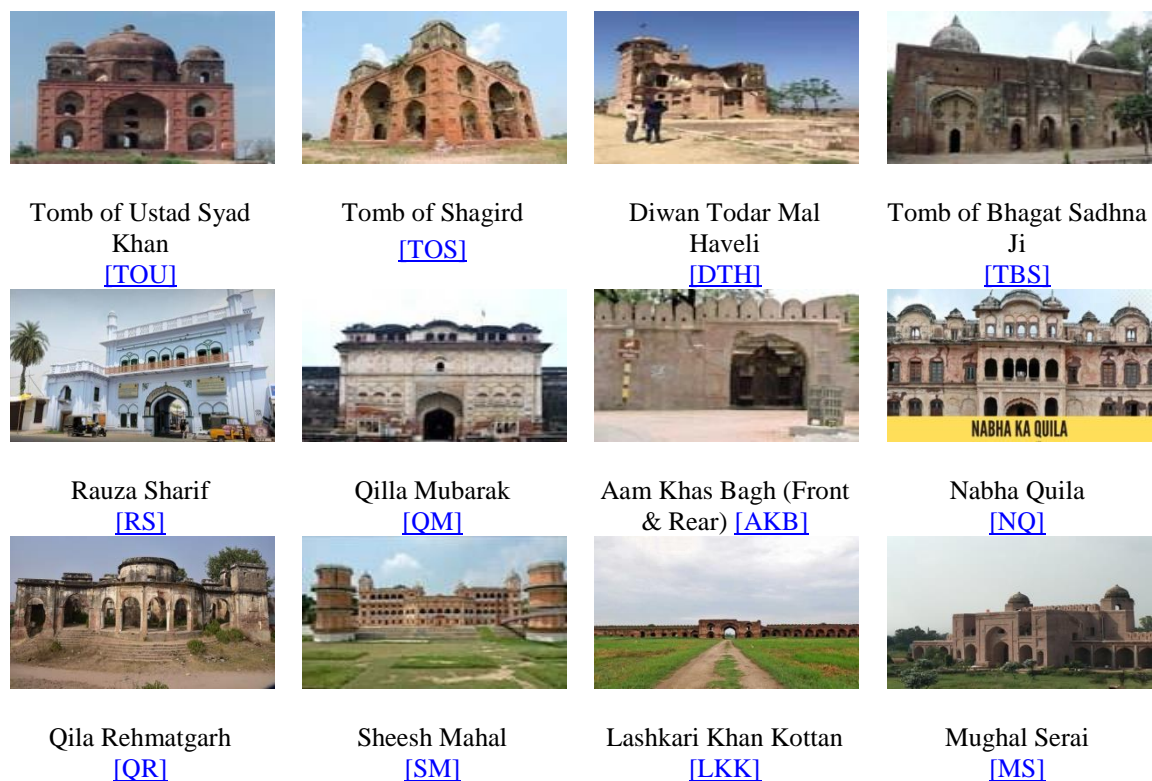 Tomb of Ustad Syad
Khan
[TOU]
Tomb of Shagird
[TOS]
Diwan Todar Mal
Haveli
[DTH]
Tomb of Bhagat Sadhna
Ji
[TBS]
NABHA KA QUILA
Rauza Sharif
[RS]
Qilla Mubarak
[QM]
Aam Khas Bagh (Front
& Rear) [AKB]
Nabha Quila
[NQ]
Qila Rehmatgarh
[QR]
Sheesh Mahal
[SM]
Lashkari Khan Kottan
[LKK]
Mughal Serai
[MS]